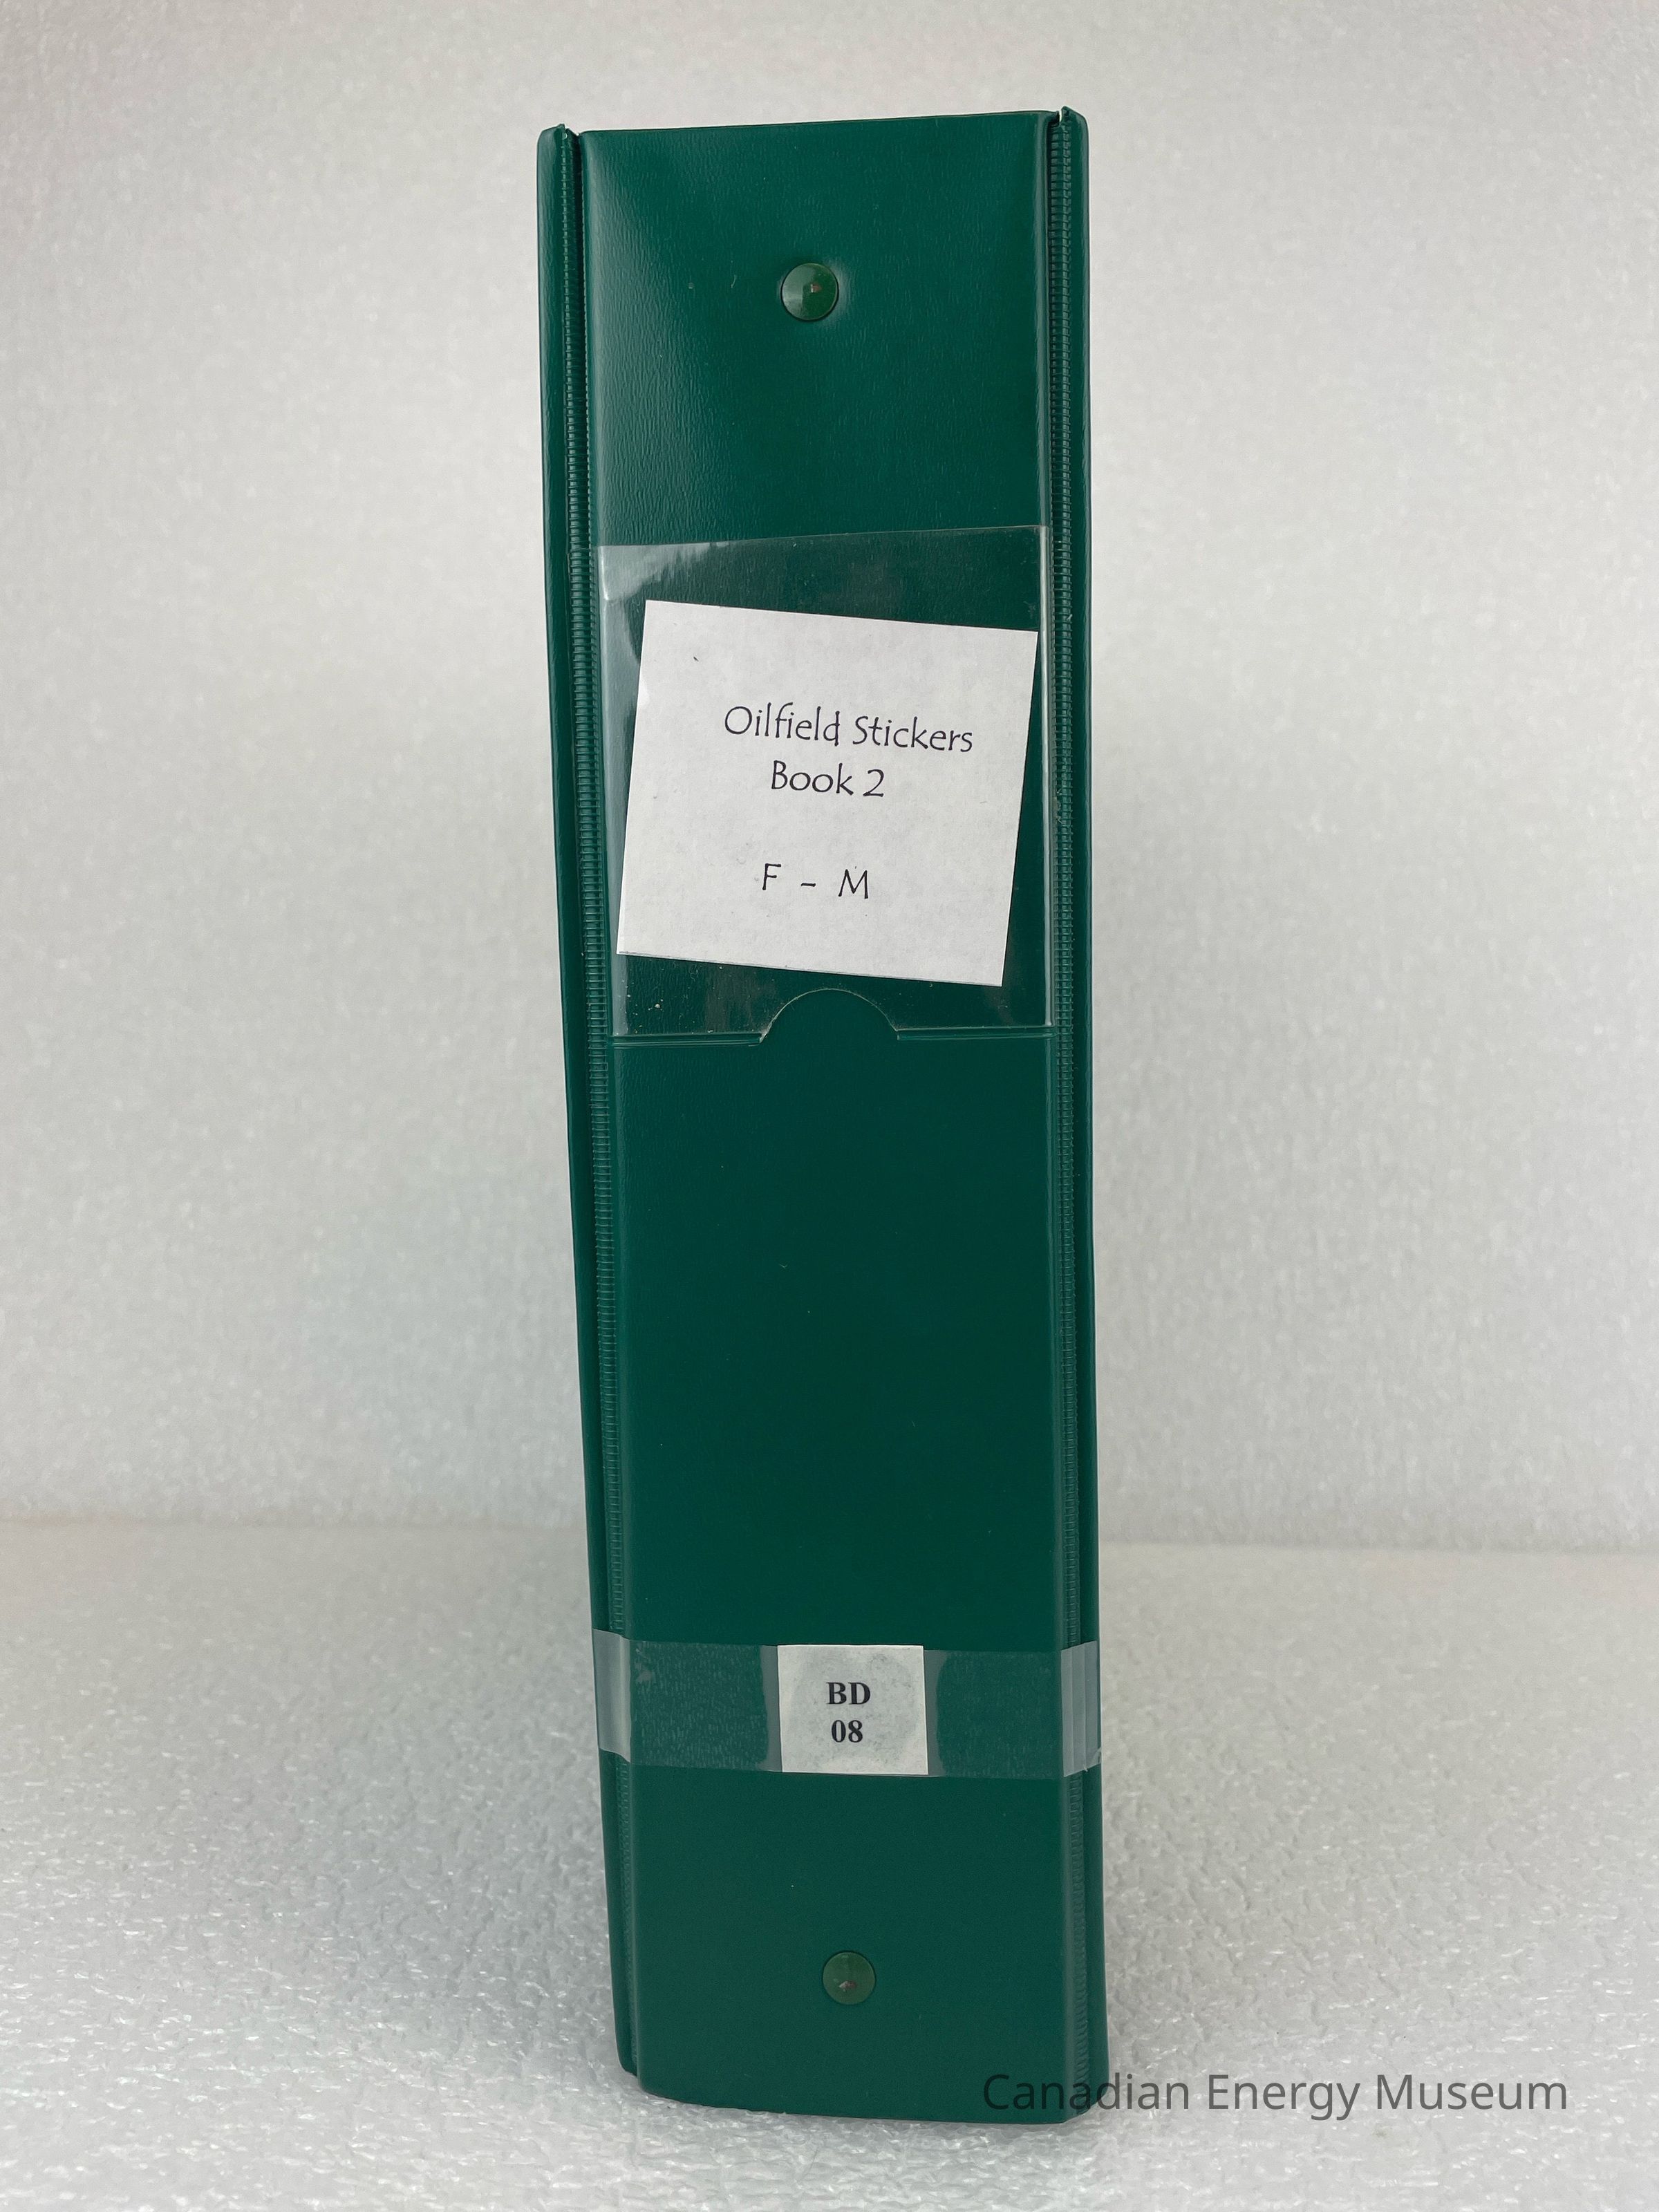 Oilfield Stickers
Book 2
F - M
BD
08
Canadian Energy Museum